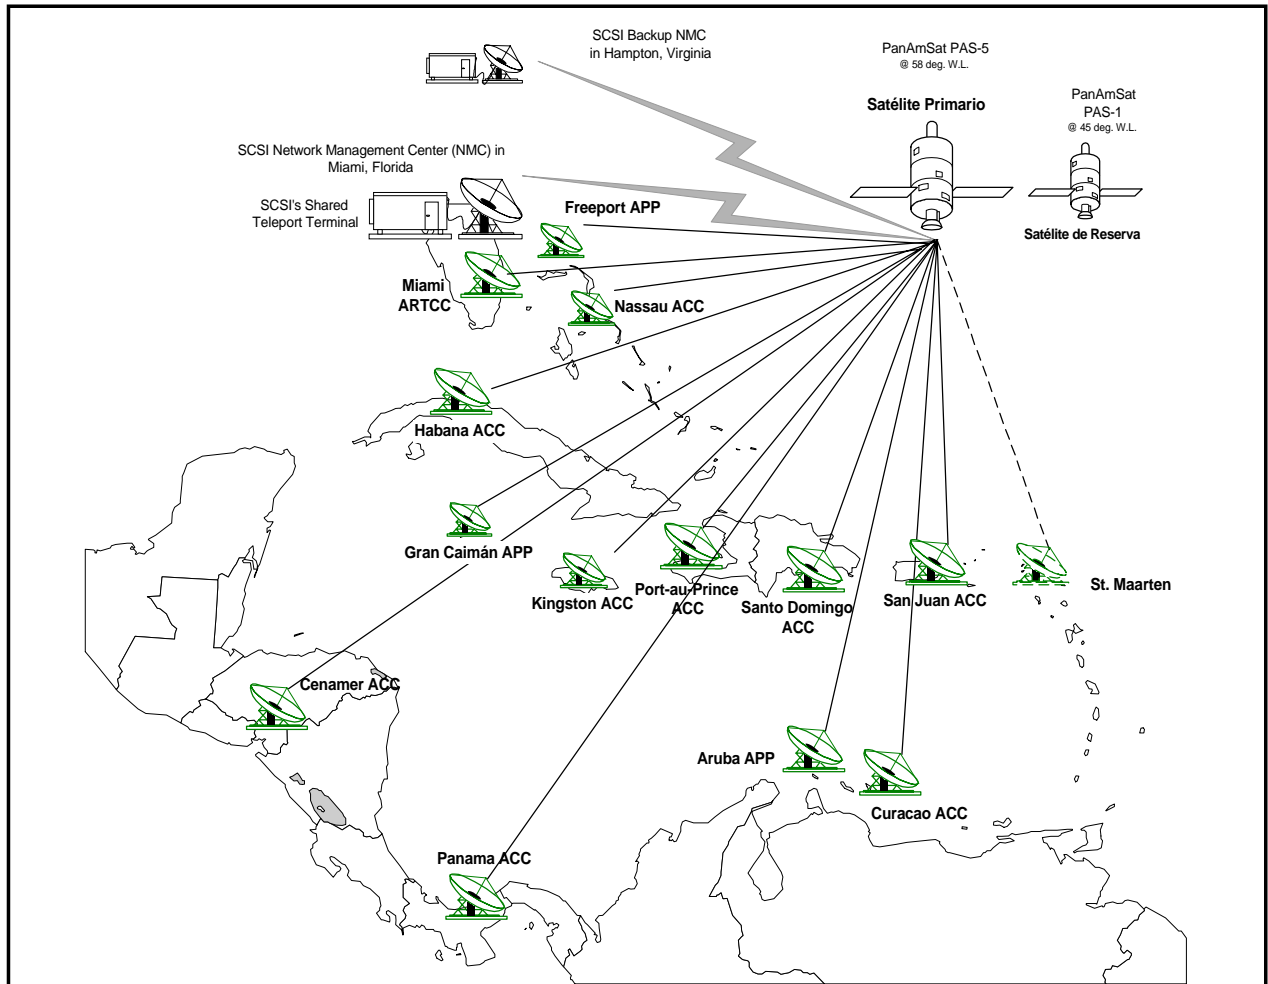 SCSI Backup NMC
in Hampton, Virginia
PanAmSat PAS-5
@ 58 deg. W.L.
Satélite Primario
PanAmSat
PAS-1
@ 45 deg. W.L.
Satélite de Reserva
SCSI Network Management Center (NMC) in
Miami, Florida
SCSI's Shared
Teleport Terminal
Freeport APP
Miami
ARTCC
Nassau ACC
Habana ACC
Gran Caimán APP
Kingston ACC
Port-au-Prince
ACC
Santo Domingo
ACC
San Juan ACC
St. Maarten
Cenamer ACC
Aruba APP
Curacao ACC
Panama ACC